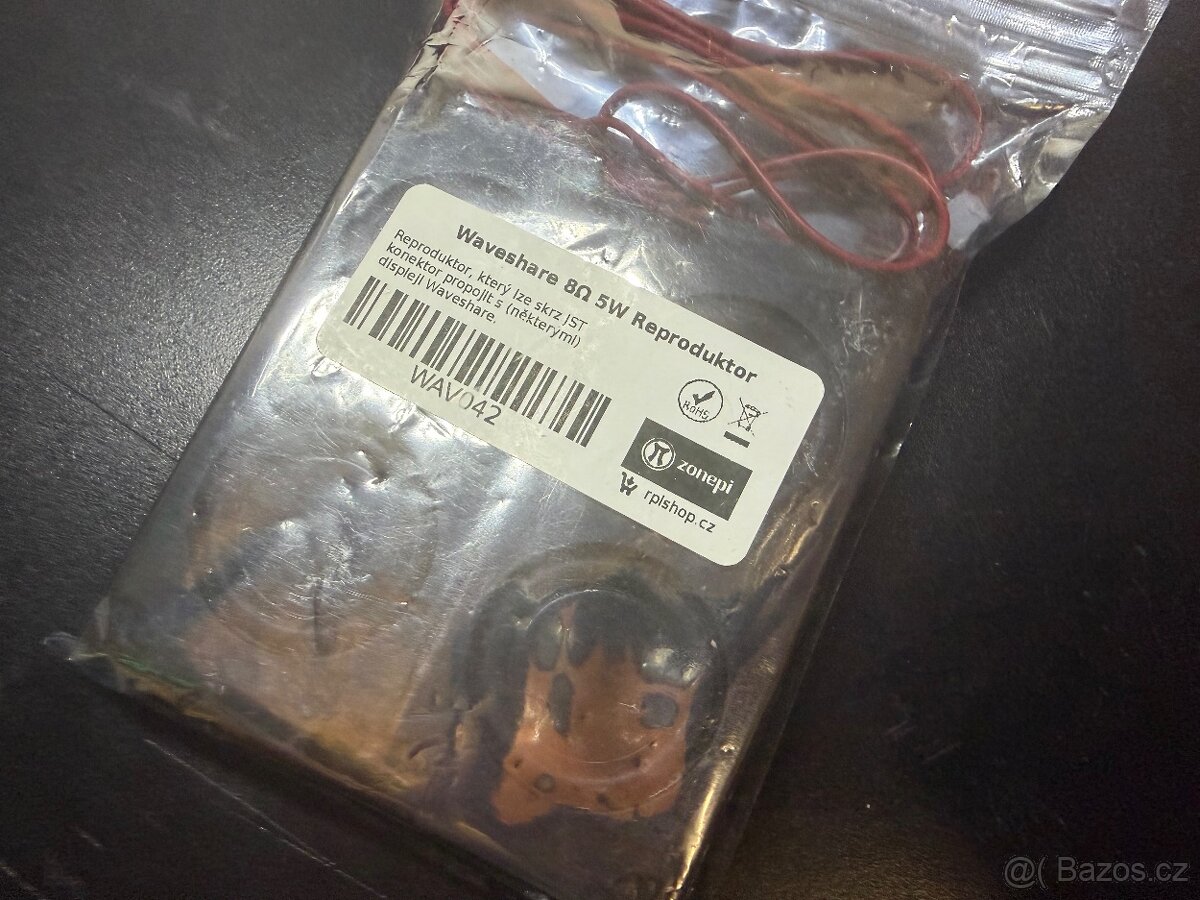 Waveshare 8Ω 5W Reproduktor
Reproduktor, který lze skrz JST
konektor propojit s (některými)
displeji Waveshare.
WAV042
RoHS
zonepi
rpishop.cz
@( Bazos.cz